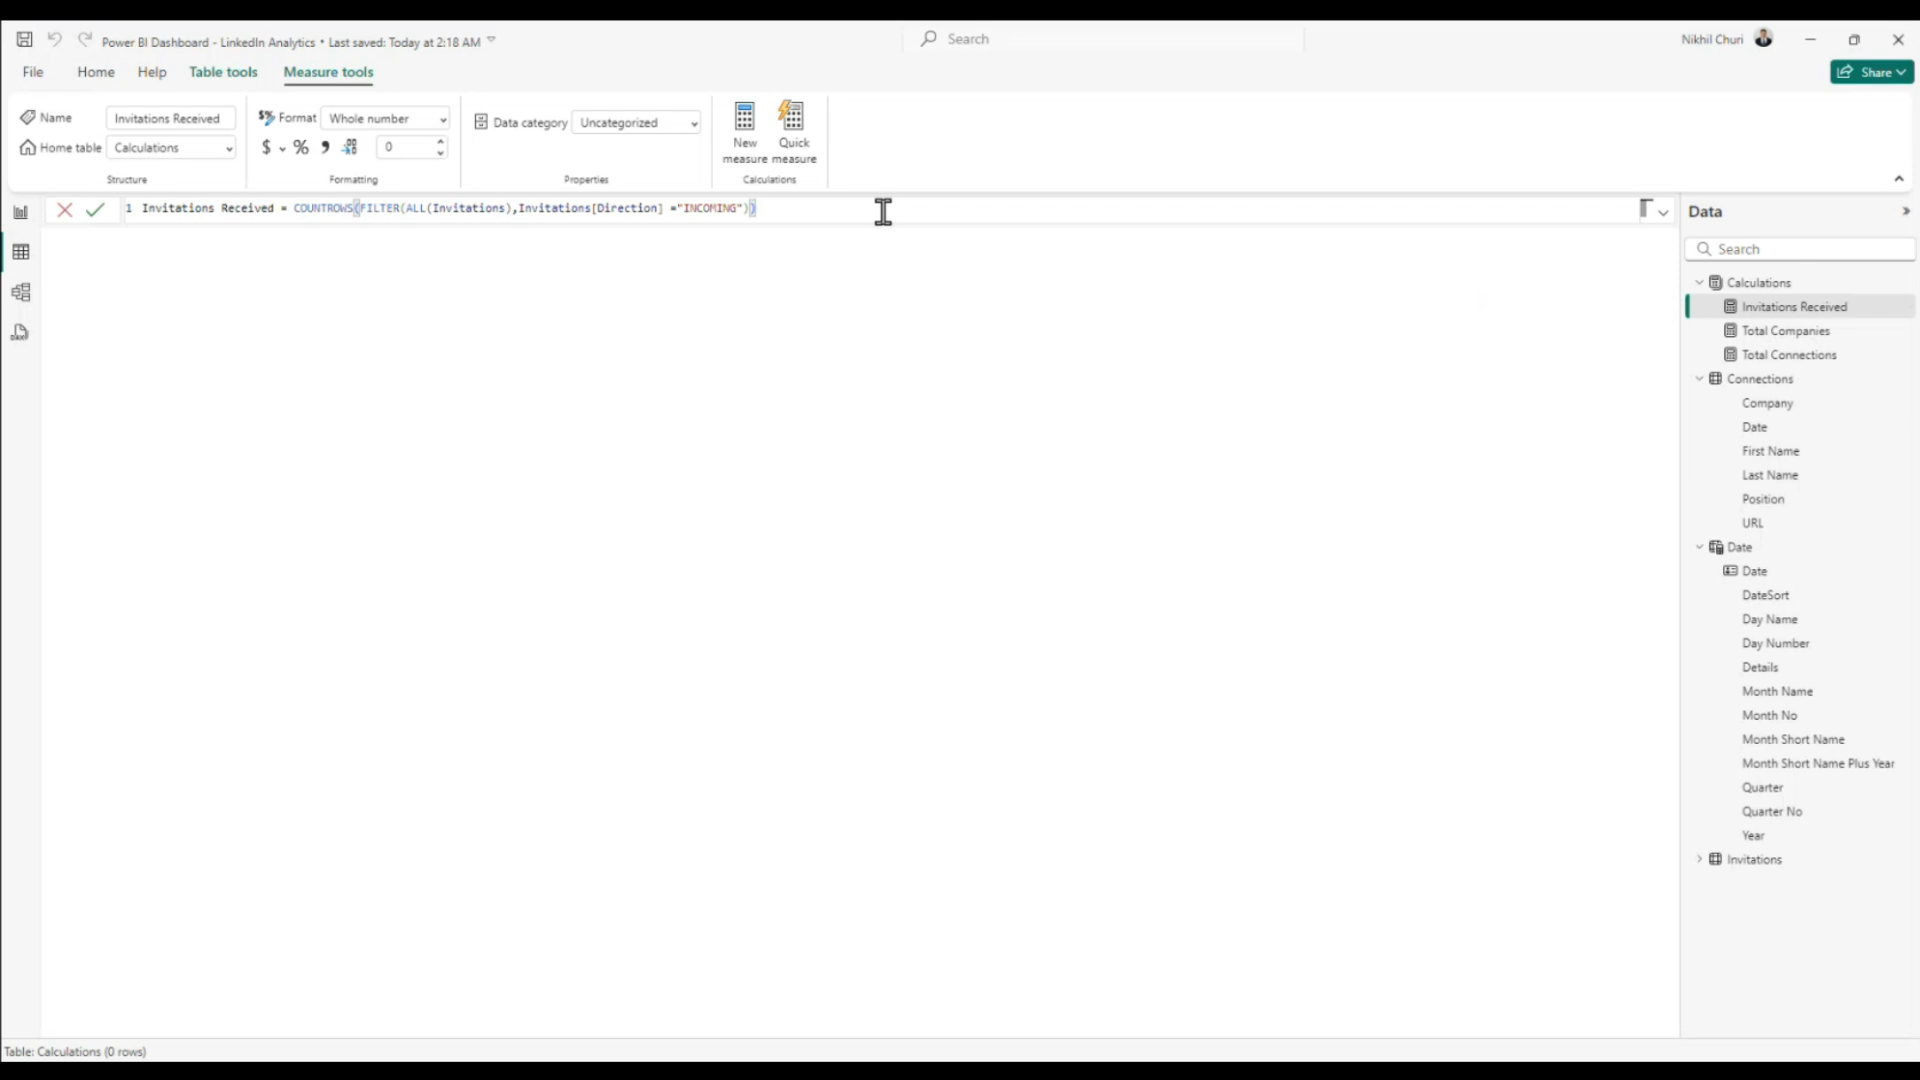 Power BI Dashboard - LinkedIn Analytics • Last saved: Today at 2:18 AM
Search
Nikhil Churi
File Home Help Table tools Measure tools
Share
Name Invitations Received
Home table Calculations
Structure
Format Whole number
$ % 0
Formatting
Data category Uncategorized
Properties
New measure
Quick measure
Calculations
1 Invitations Received = COUNTROWS(FILTER(ALL(Invitations),Invitations[Direction] ="INCOMING"))
Data
Search
Calculations
Invitations Received
Total Companies
Total Connections
Connections
Company
Date
First Name
Last Name
Position
URL
Date
Date
DateSort
Day Name
Day Number
Details
Month Name
Month No
Month Short Name
Month Short Name Plus Year
Quarter
Quarter No
Year
Invitations
Table: Calculations (0 rows)